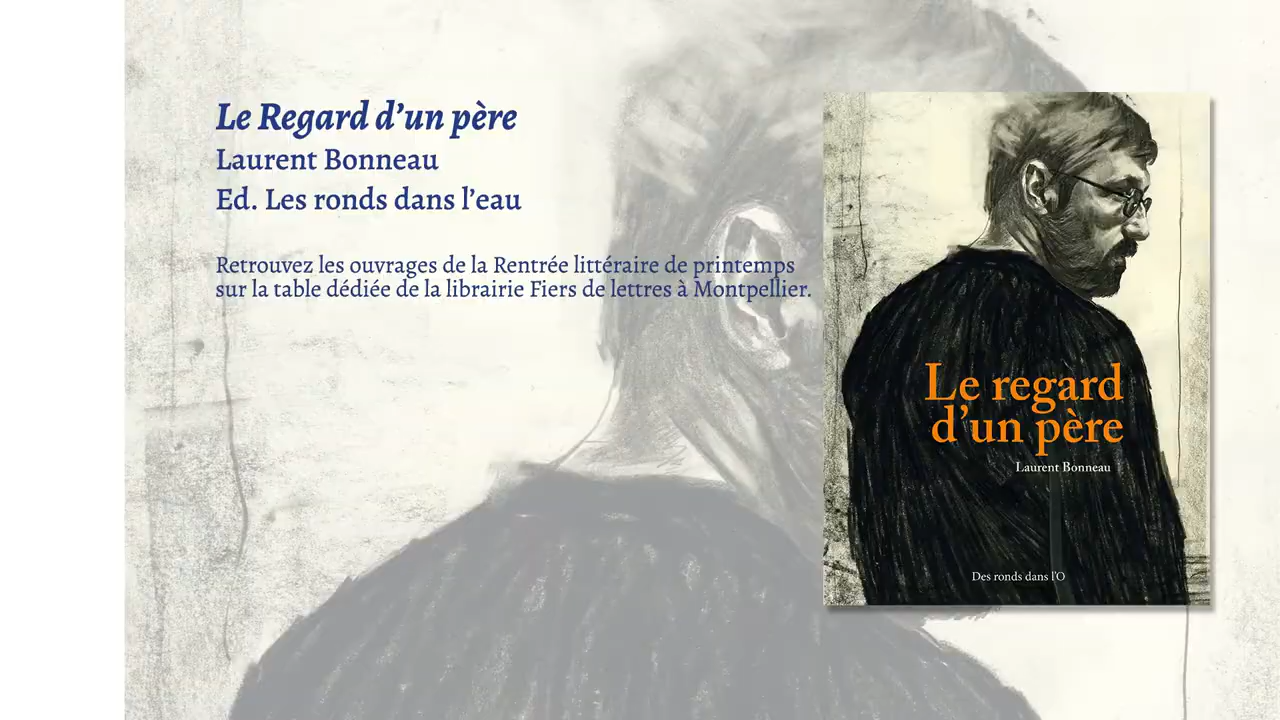 Le Regard d’un père
Laurent Bonneau
Ed. Les ronds dans l’eau
Retrouvez les ouvrages de la Rentrée littéraire de printemps
sur la table dédiée de la librairie Fiers de lettres à Montpellier.
Le regard
d’un père
Laurent Bonneau
Des ronds dans l’O